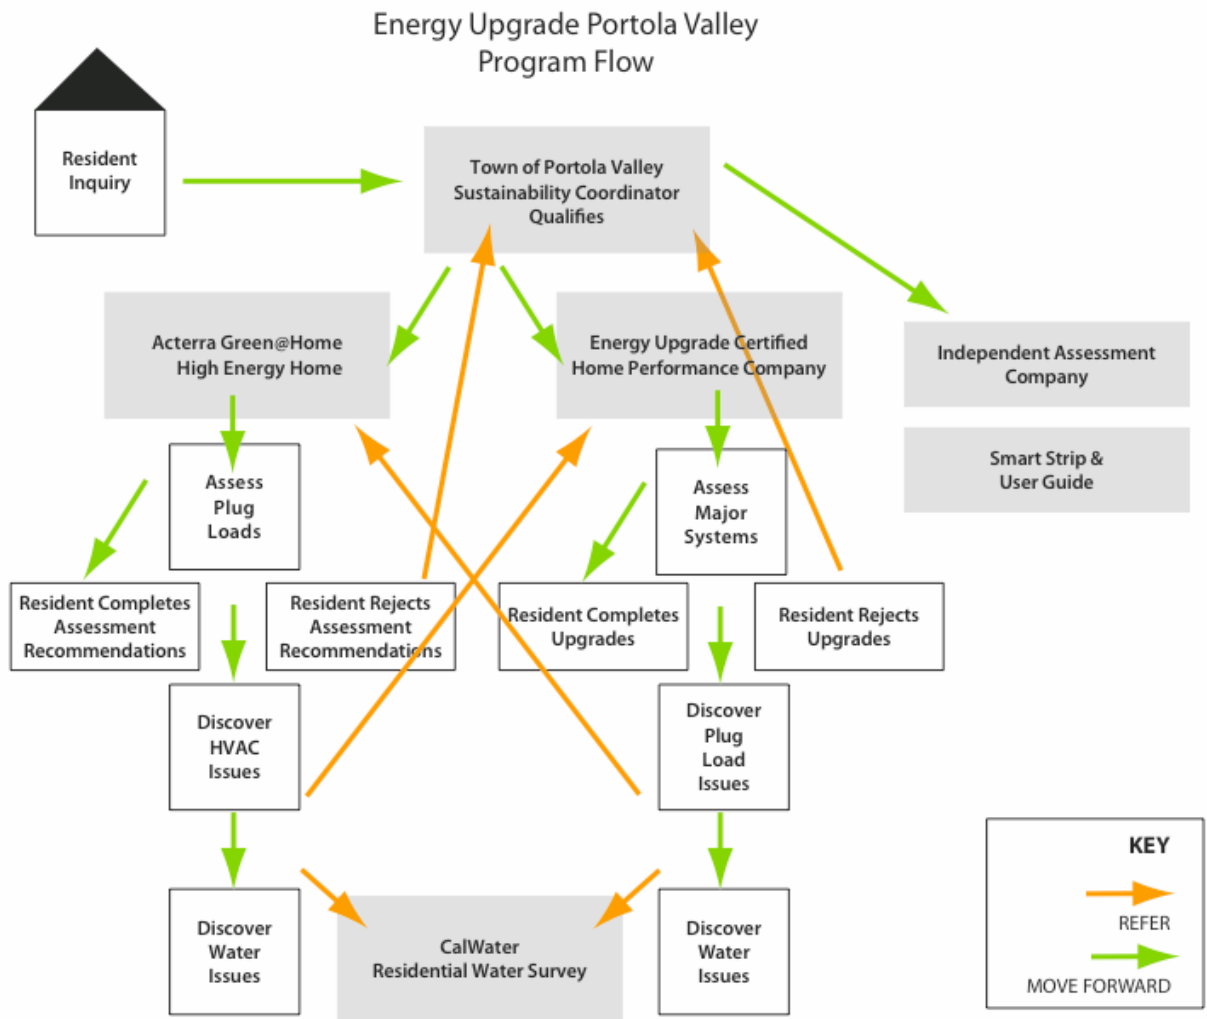 Energy Upgrade Portola Valley
Program Flow
Resident
Inquiry
Town of Portola Valley
Sustainability Coordinator
Qualifies
Acterra Green@Home
High Energy Home
Energy Upgrade Certified
Home Performance Company
Independent Assessment
Company
Smart Strip &
User Guide
Assess
Plug
Loads
Assess
Major
Systems
Resident Completes
Assessment
Recommendations
Resident Rejects
Assessment
Recommendations
Resident Completes
Upgrades
Resident Rejects
Upgrades
Discover
HVAC
Issues
Discover
Plug
Load
Issues
Discover
Water
Issues
CalWater
Residential Water Survey
Discover
Water
Issues
KEY
REFER
MOVE FORWARD